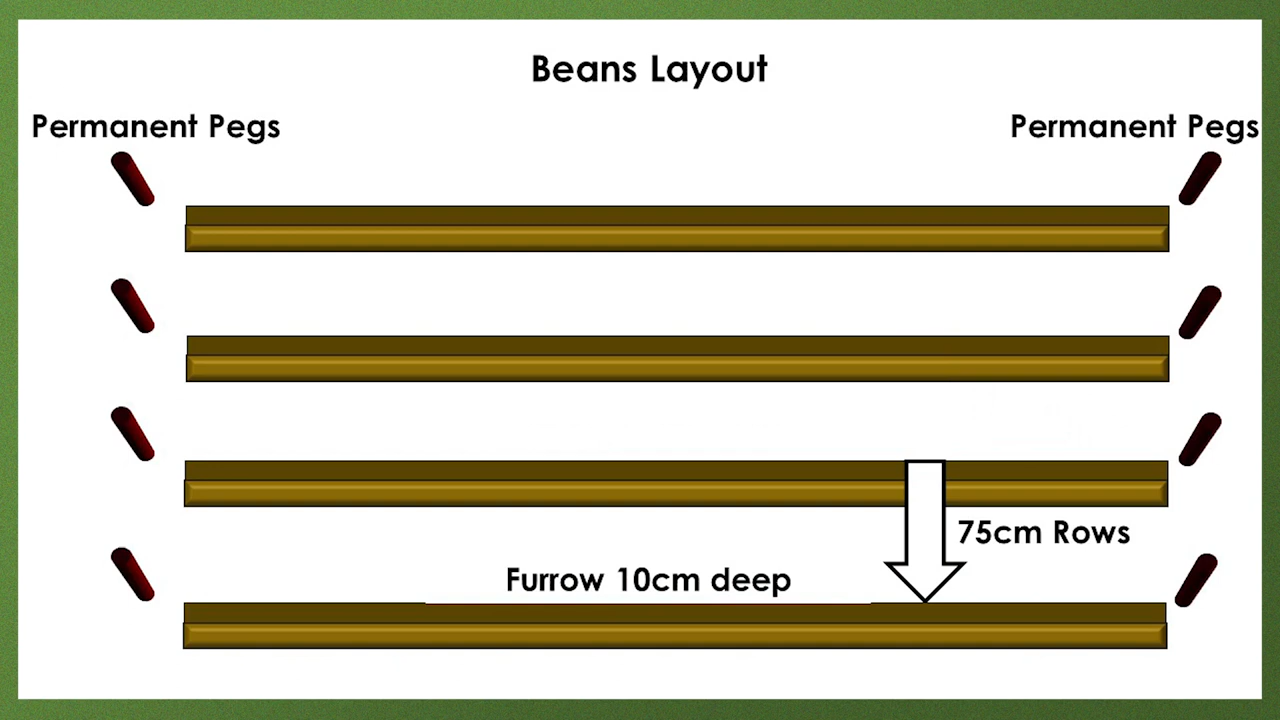 Beans Layout
Permanent Pegs
Permanent Pegs
75cm Rows
Furrow 10cm deep